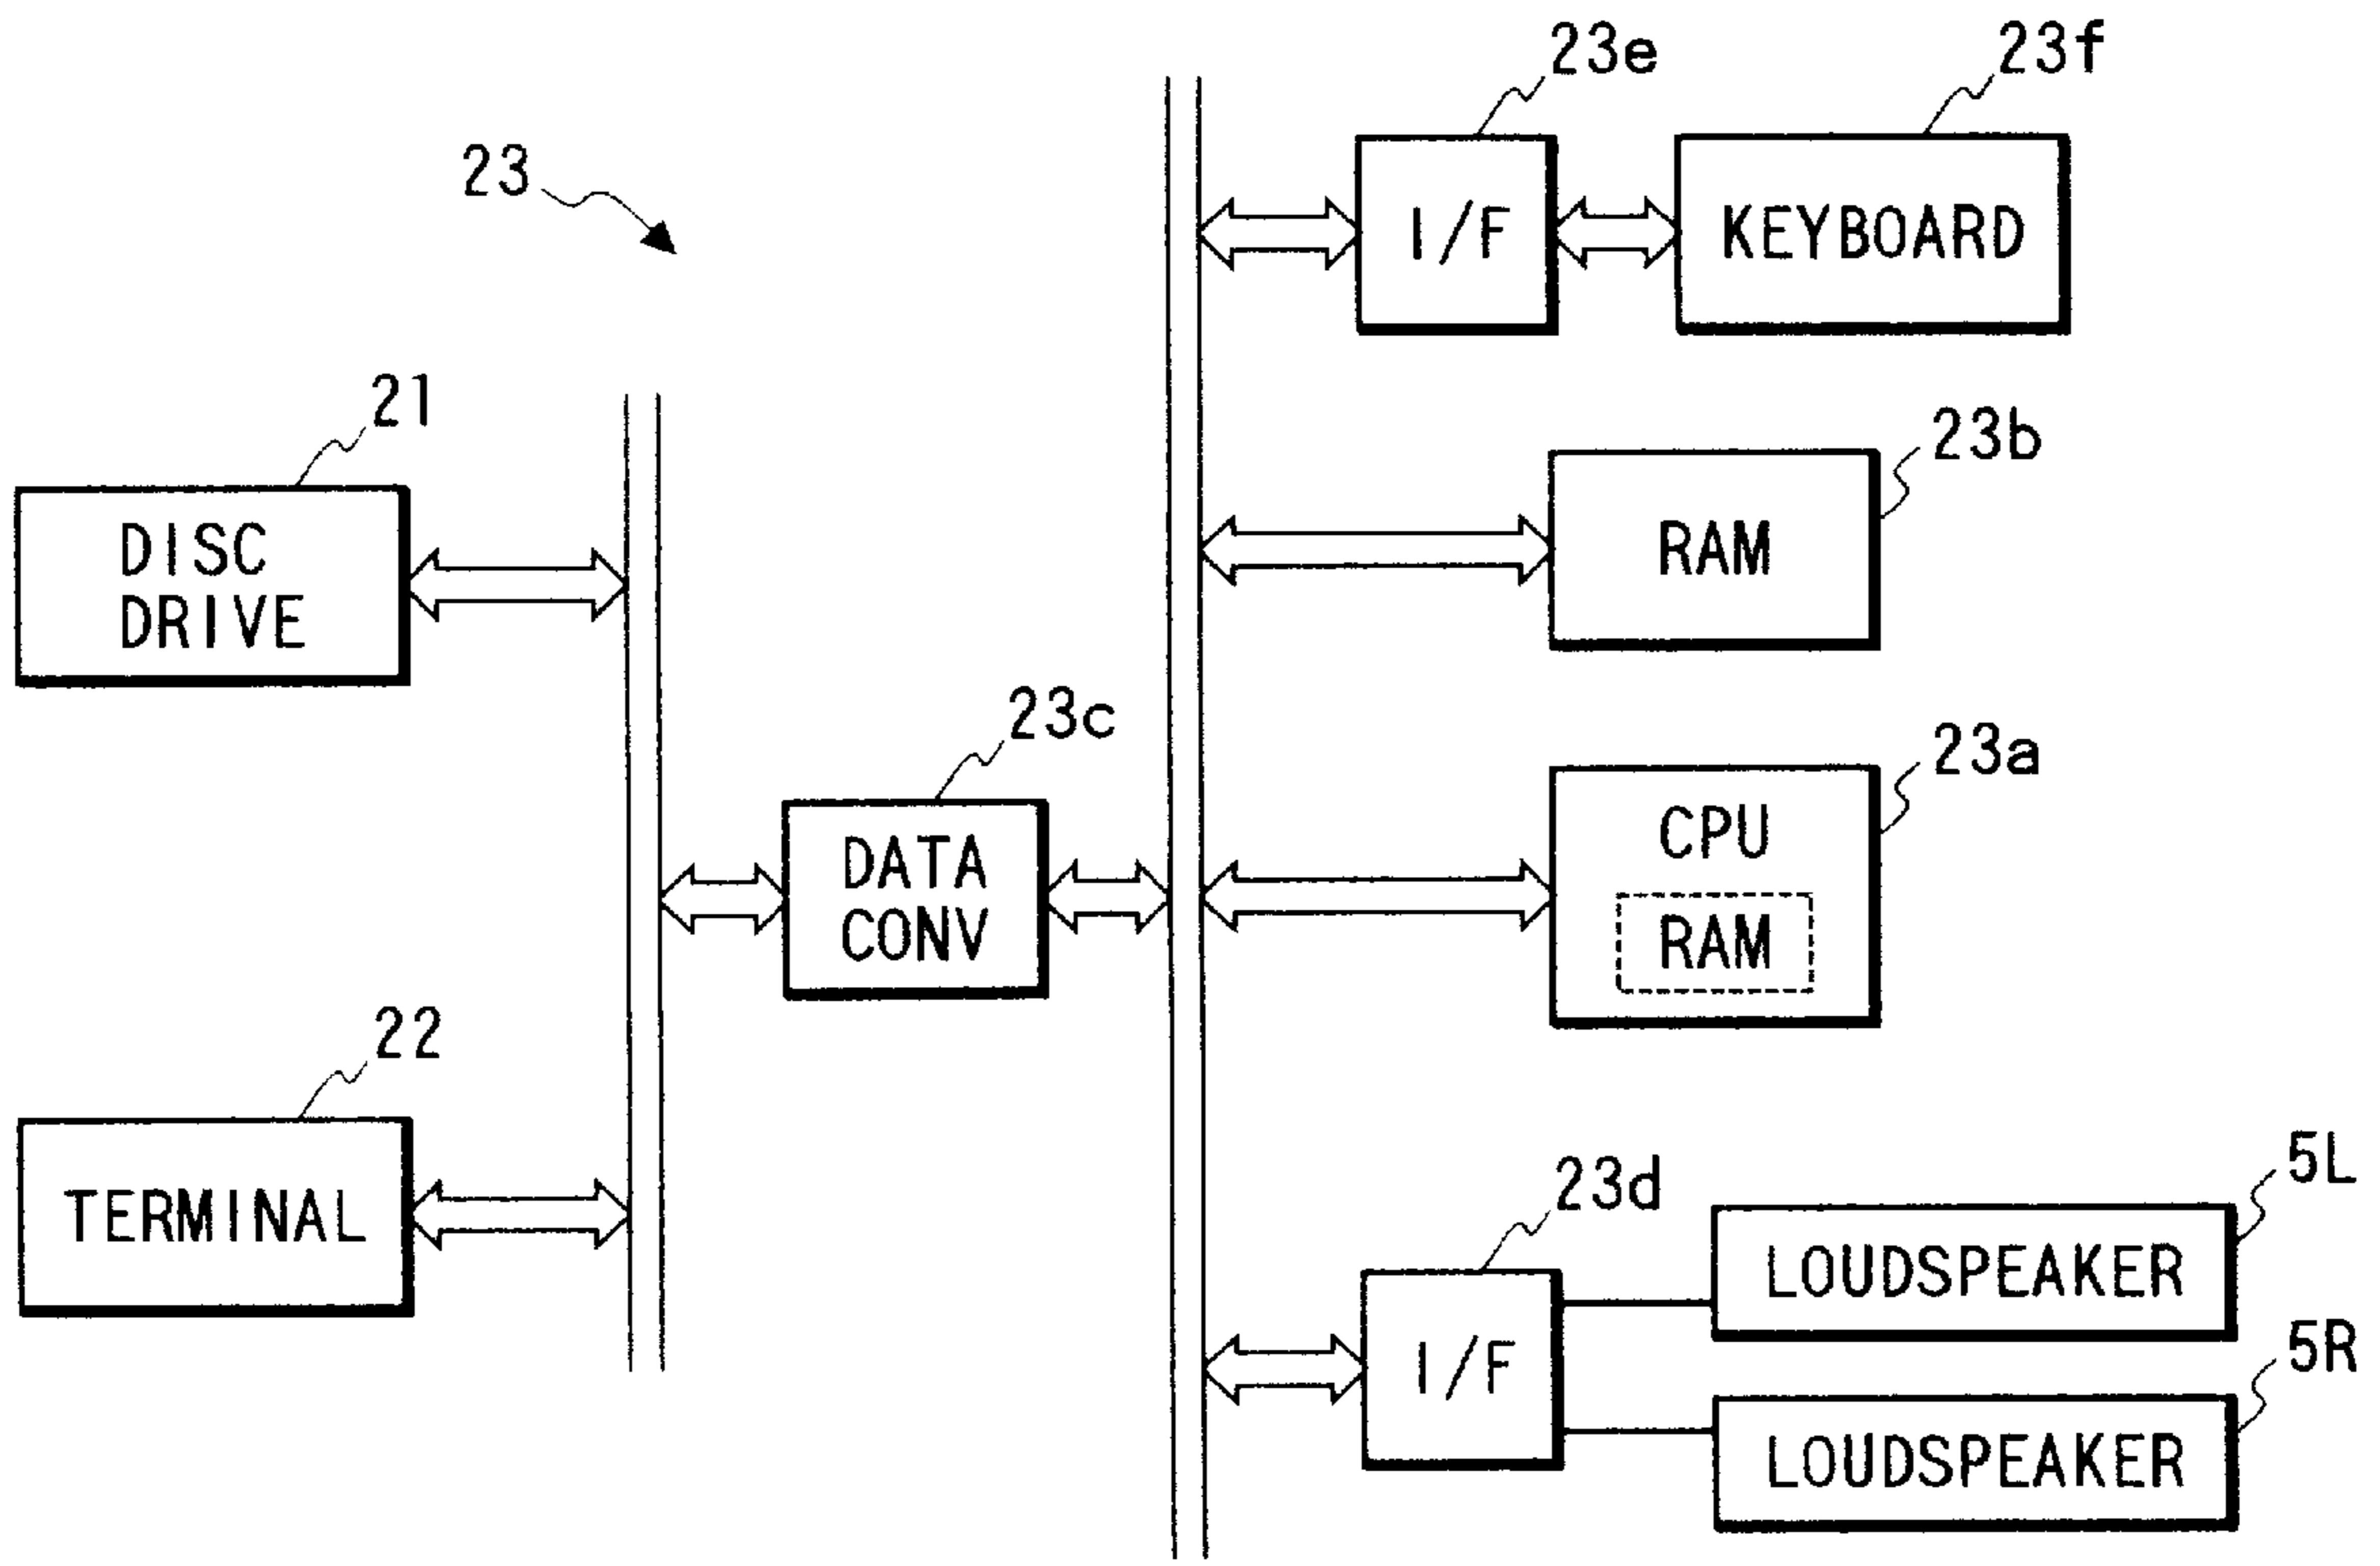 23e
23f
23
I/F
KEYBOARD
21
23b
DISC
DRIVE
RAM
23c
23a
DATA
CONV
CPU
RAM
22
TERMINAL
23d
5L
LOUDSPEAKER
I/F
5R
LOUDSPEAKER